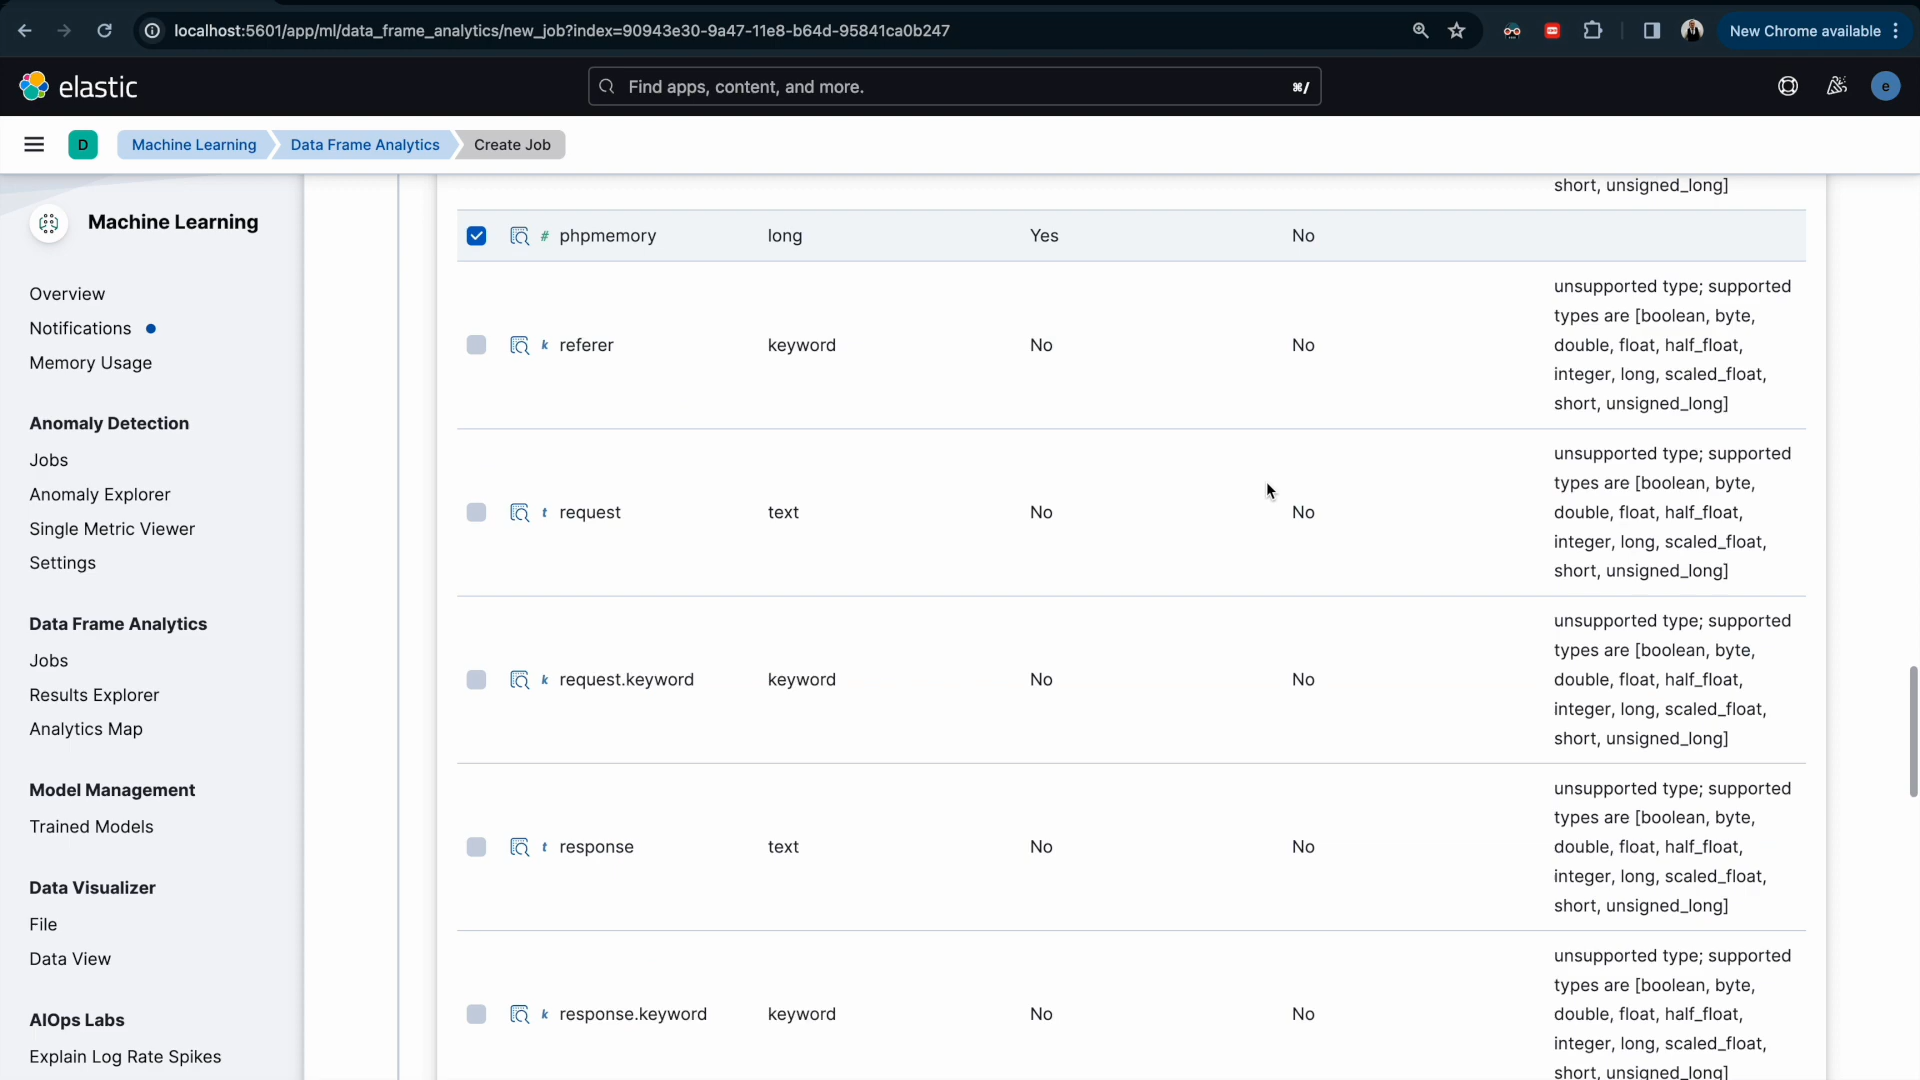 localhost:5601/app/ml/data_frame_analytics/new_job?index=90943e30-9a47-11e8-b64d-95841ca0b247
New Chrome available
elastic
Find apps, content, and more.
⌘/
e
D
Machine Learning
Data Frame Analytics
Create Job
Machine Learning
Overview
Notifications
Memory Usage
Anomaly Detection
Jobs
Anomaly Explorer
Single Metric Viewer
Settings
Data Frame Analytics
Jobs
Results Explorer
Analytics Map
Model Management
Trained Models
Data Visualizer
File
Data View
AIOps Labs
Explain Log Rate Spikes
short, unsigned_long]
# phpmemory long Yes No
k referer keyword No No
unsupported type; supported
types are [boolean, byte,
double, float, half_float,
integer, long, scaled_float,
short, unsigned_long]
t request text No No
unsupported type; supported
types are [boolean, byte,
double, float, half_float,
integer, long, scaled_float,
short, unsigned_long]
k request.keyword keyword No No
unsupported type; supported
types are [boolean, byte,
double, float, half_float,
integer, long, scaled_float,
short, unsigned_long]
t response text No No
unsupported type; supported
types are [boolean, byte,
double, float, half_float,
integer, long, scaled_float,
short, unsigned_long]
k response.keyword keyword No No
unsupported type; supported
types are [boolean, byte,
double, float, half_float,
integer, long, scaled_float,
short, unsigned_long]